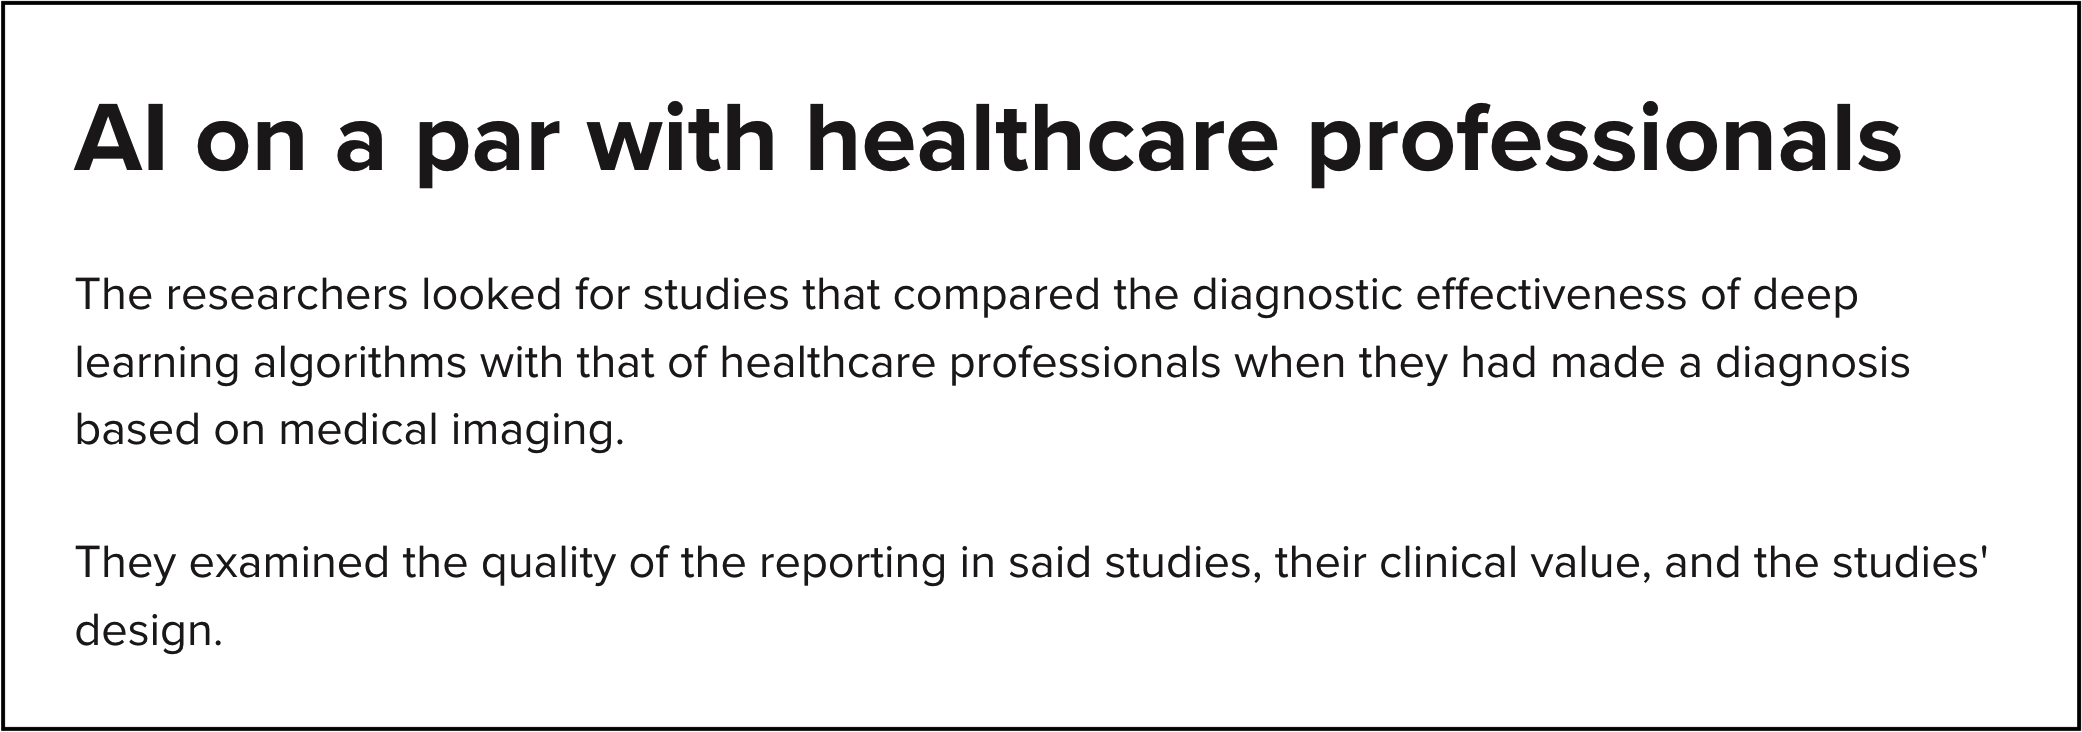 AI on a par with healthcare professionals
The researchers looked for studies that compared the diagnostic effectiveness of deep
learning algorithms with that of healthcare professionals when they had made a diagnosis
based on medical imaging.
They examined the quality of the reporting in said studies, their clinical value, and the studies'
design.